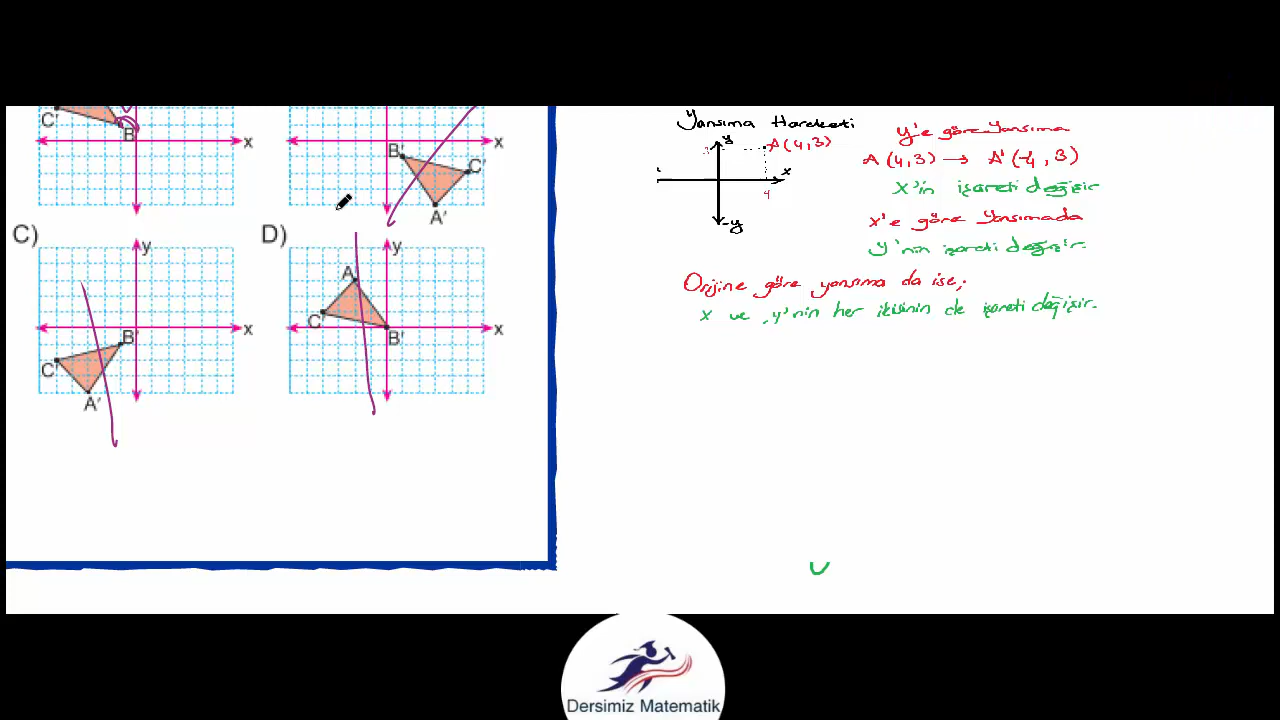 C'
B'
x
B
C'
A'
x
C)
y
x
B'
C'
A'
D)
y
x
A
C'
B'
Yansıma Hareketi
y
A(4,3)
x
4
-y
y'e göre Yansıma
A(4,3) → A'(-4,3)
x'in işareti değişir
x'e göre Yansımada
y'nin işareti değişir.
Orijine göre yansıma da ise;
x ve y'nin her ikisinin de işareti değişir.
Dersimiz Matematik